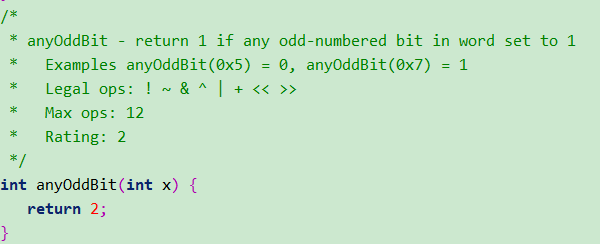 /*
 * anyOddBit - return 1 if any odd-numbered bit in word set to 1
 *   Examples anyOddBit(0x5) = 0, anyOddBit(0x7) = 1
 *   Legal ops: ! ~ & ^ | + << >>
 *   Max ops: 12
 *   Rating: 2
 */
int anyOddBit(int x) {
   return 2;
}